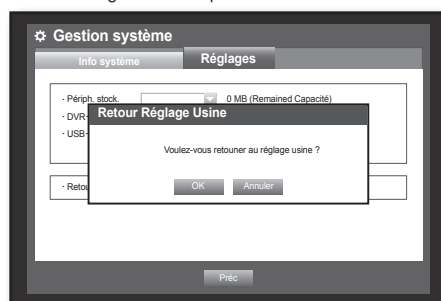 Gestion système
Info système
Réglages
· Périph. stock.
0 MB (Remained Capacité)
· DVR
· USB
Retour Réglage Usine
Voulez-vous retouner au réglage usine ?
OK
Annuler
· Retou
Préc